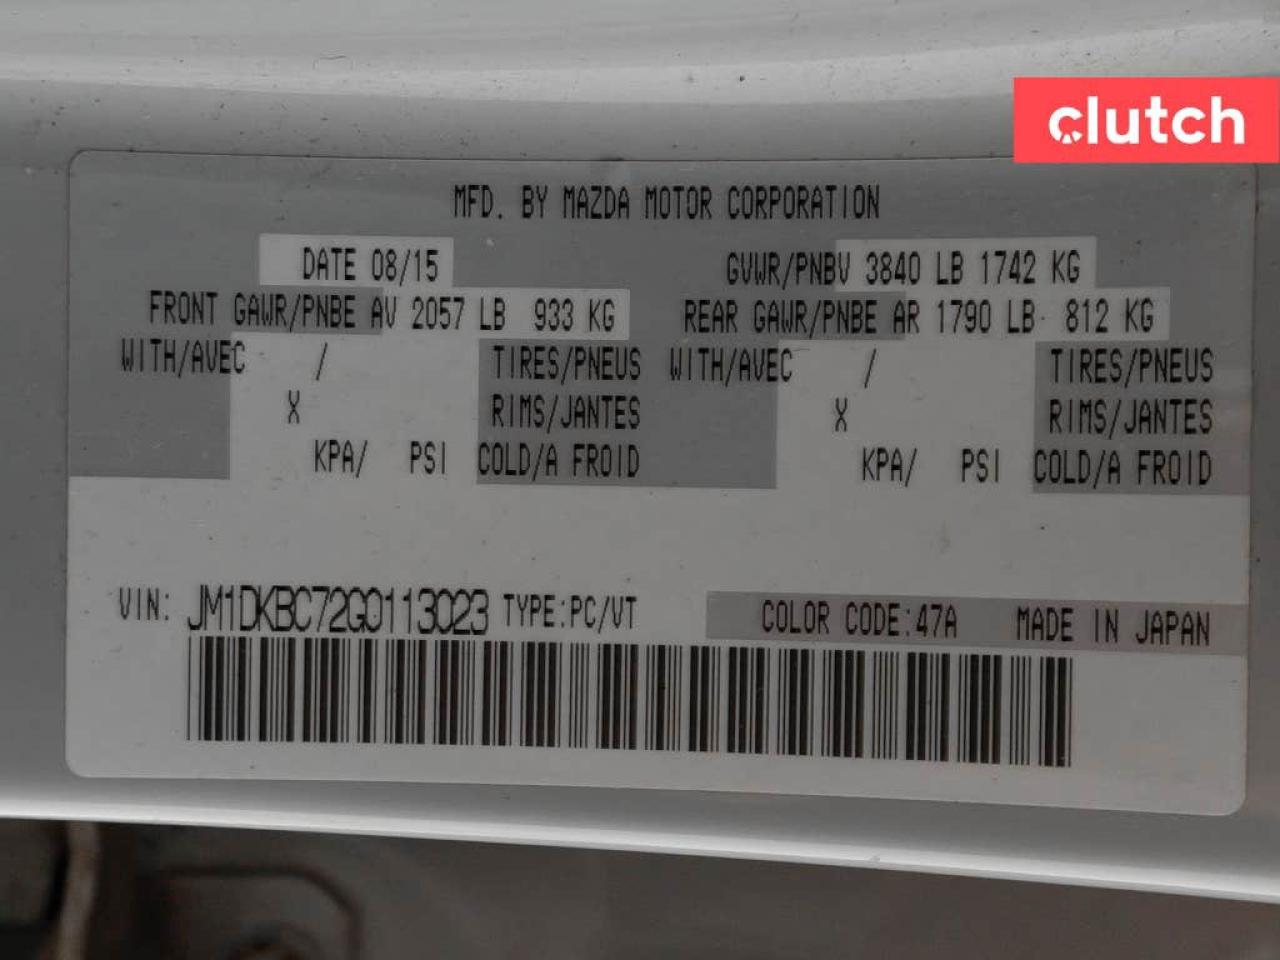 clutch
MFD. BY MAZDA MOTOR CORPORATION
DATE 08/15 GVWR/PNBV 3840 LB 1742 KG
FRONT GAWR/PNBE AV 2057 LB 933 KG REAR GAWR/PNBE AR 1790 LB 812 KG
WITH/AVEC / TIRES/PNEUS WITH/AVEC / TIRES/PNEUS
X RIMS/JANTES X RIMS/JANTES
KPA/ PSI COLD/A FROID KPA/ PSI COLD/A FROID
VIN: JM1DKBC72G0113023 TYPE:PC/VT COLOR CODE:47A MADE IN JAPAN